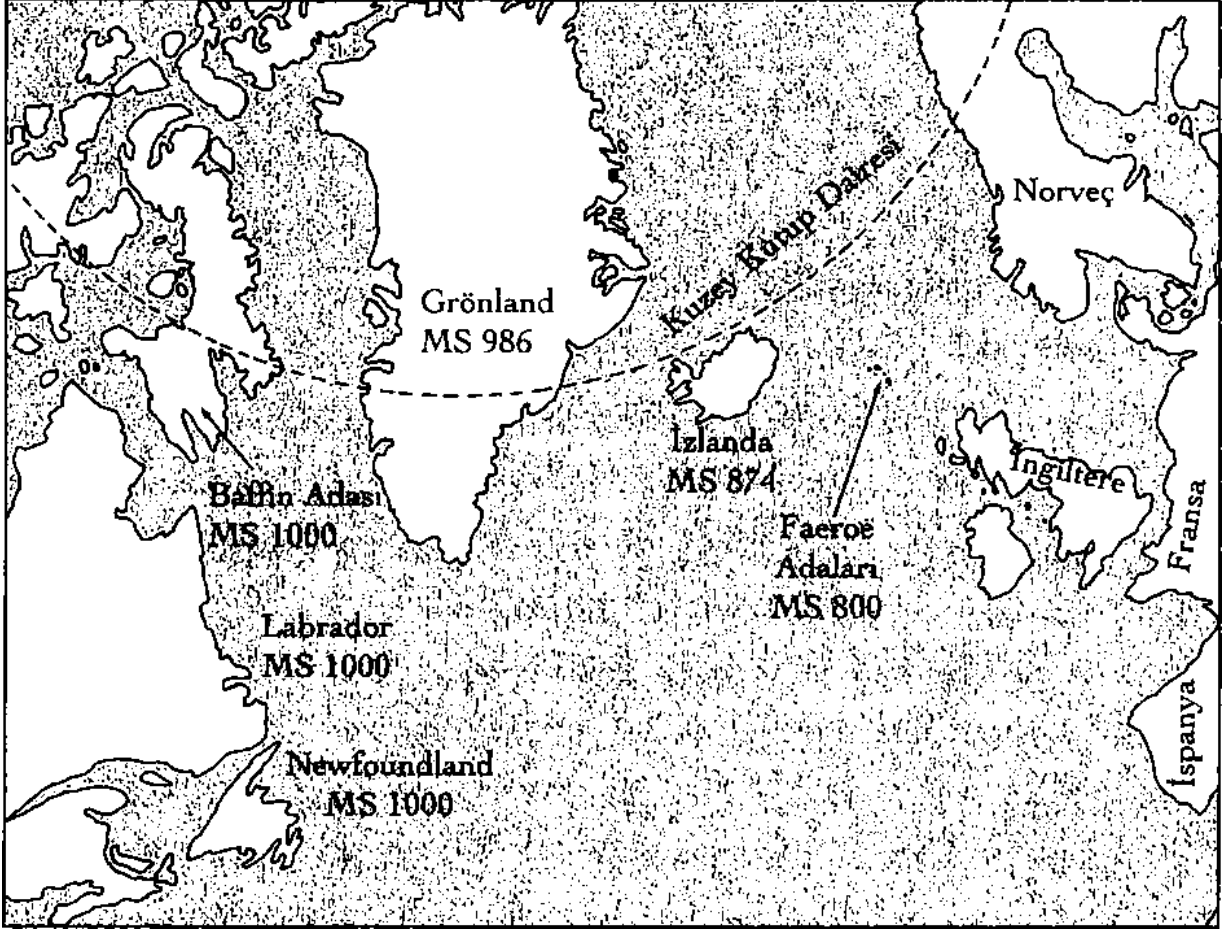 Kuzey Kutup Dairesi
Norveç
Grönland
MS 986
İzlanda
MS 874
İngiltere
Fransa
Baffin Adası
MS 1000
Faeroe
Adaları
MS 800
Labrador
MS 1000
İspanya
Newfoundland
MS 1000